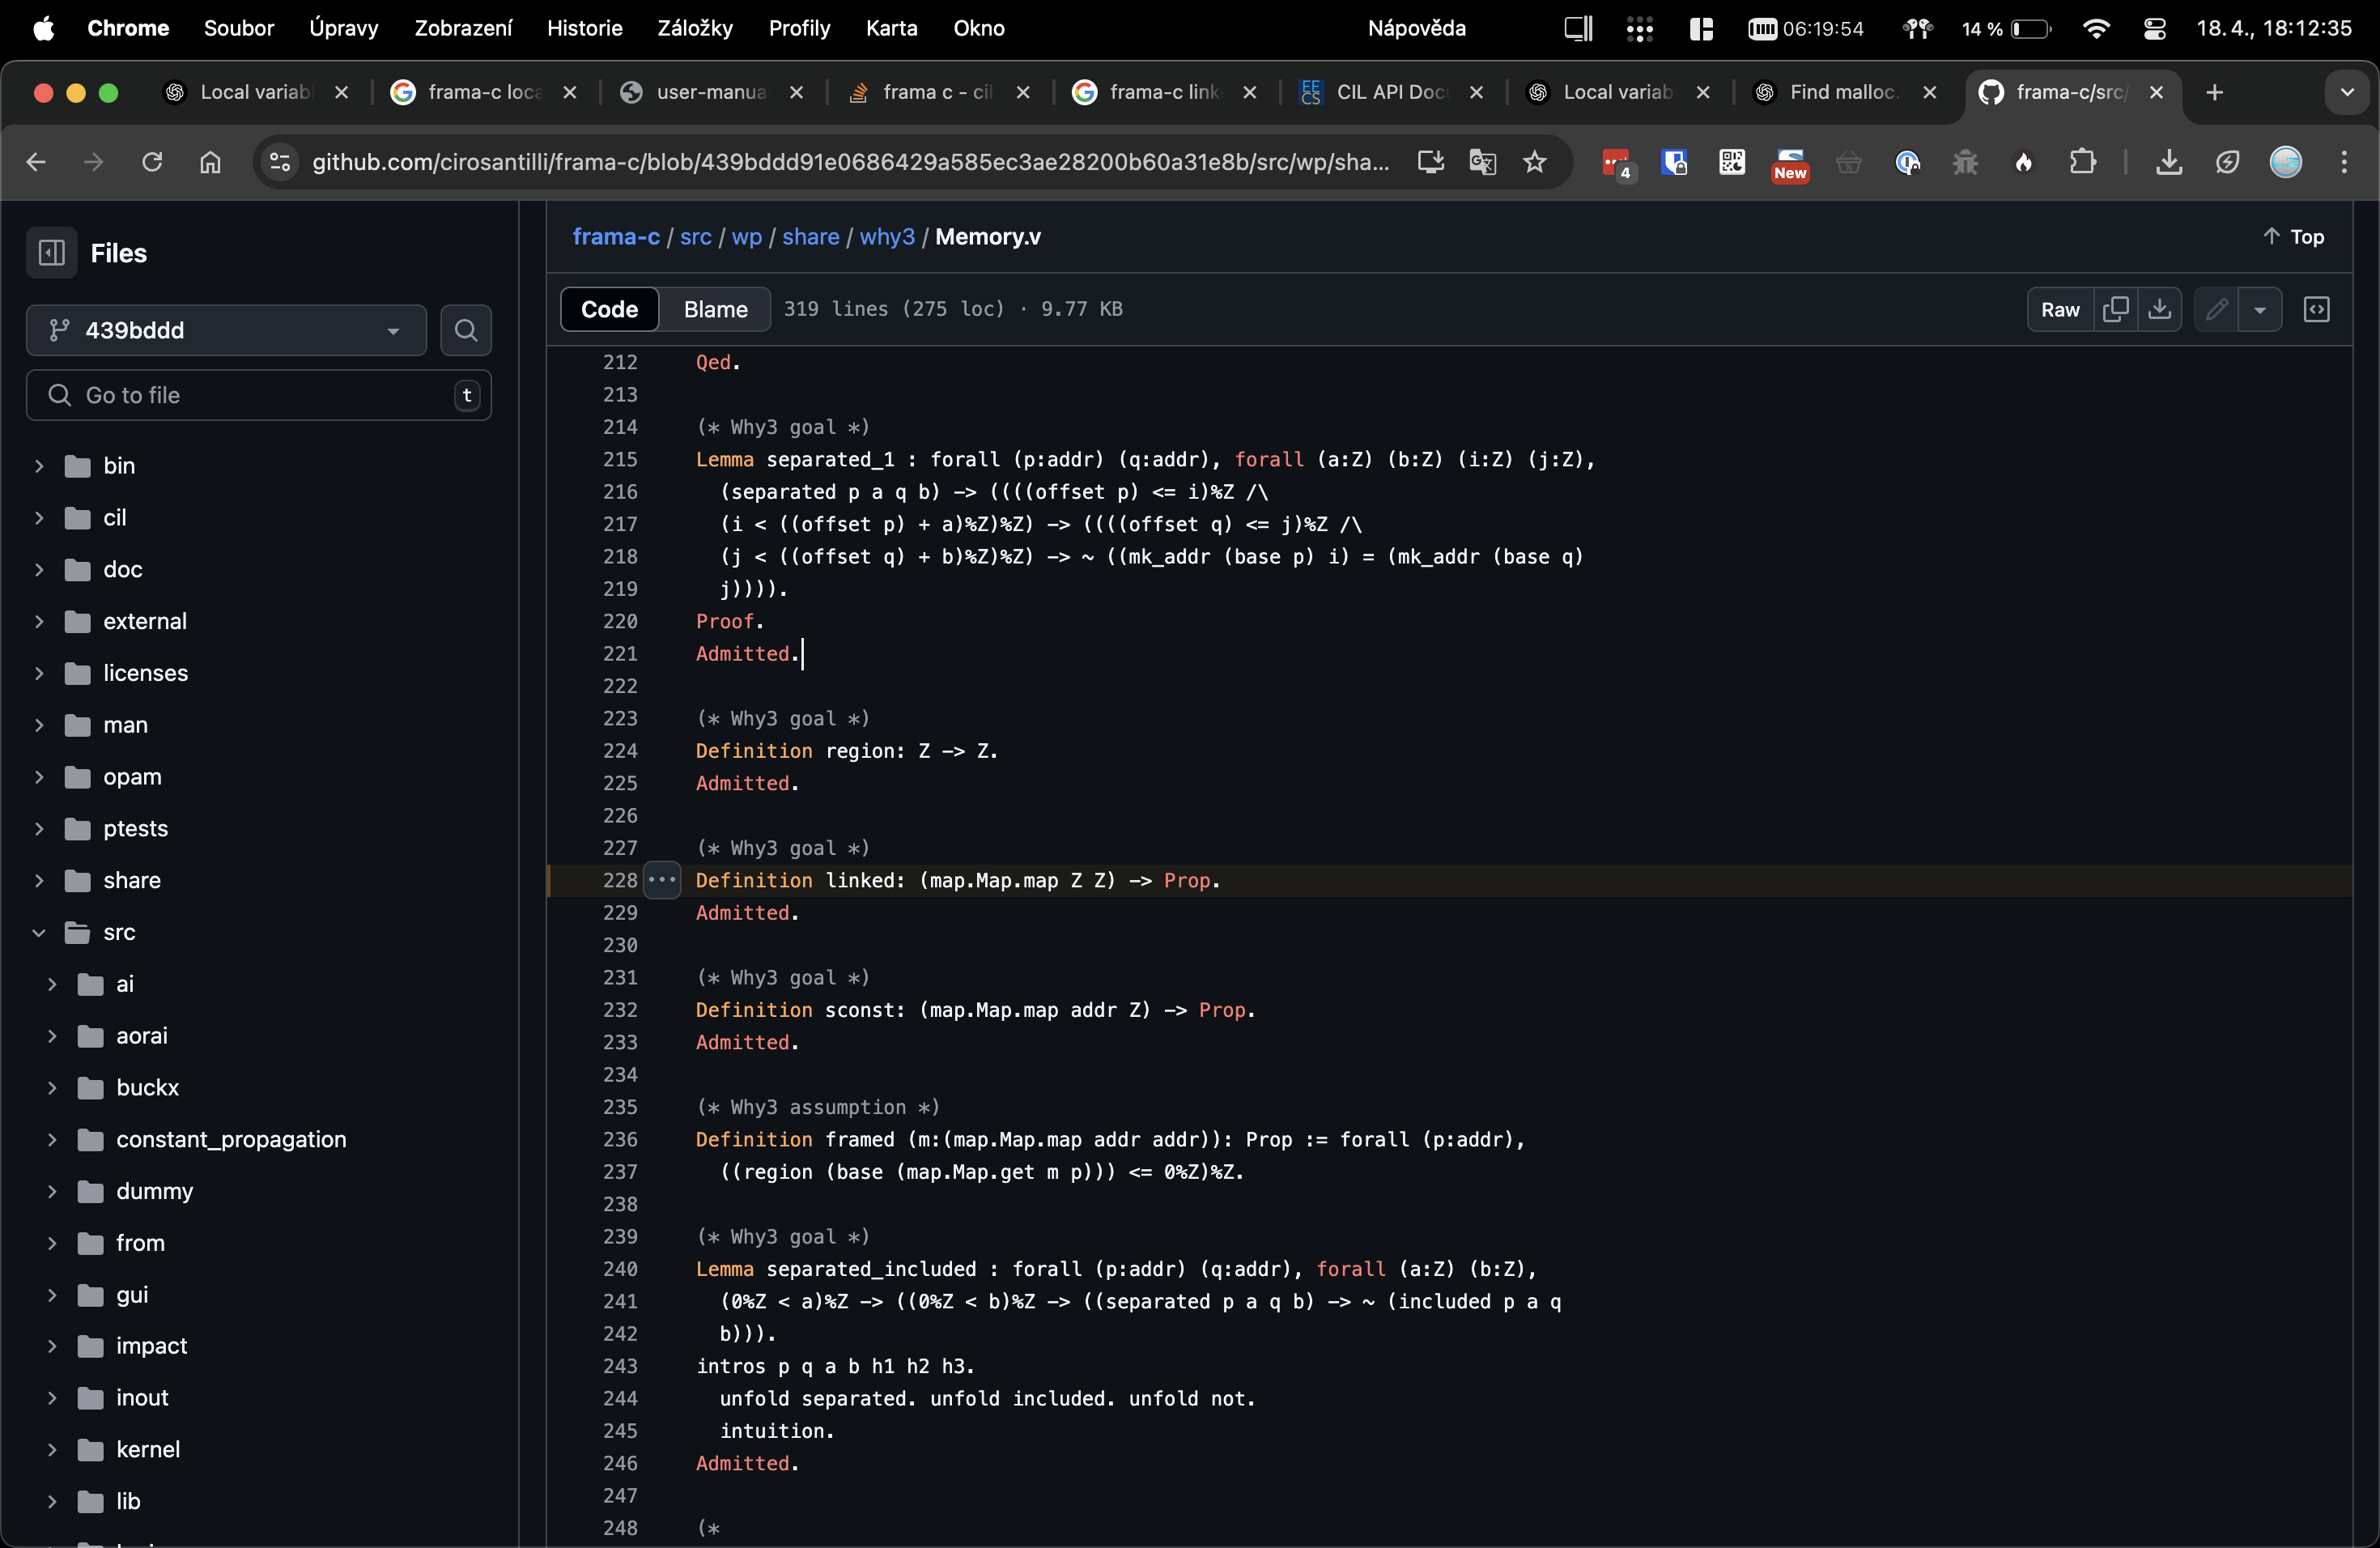 Chrome Soubor Úpravy Zobrazení Historie Záložky Profily Karta Okno Nápověda 06:19:54 14 % 18.4., 18:12:35
Local variabl frama-c loca user-manua frama c - cil frama-c link CIL API Doc Local variab Find malloc. frama-c/src/
github.com/cirosantilli/frama-c/blob/439bddd91e0686429a585ec3ae28200b60a31e8b/src/wp/sha... 4 New
Files
439bddd
Go to file t
bin
cil
doc
external
licenses
man
opam
ptests
share
src
ai
aorai
buckx
constant_propagation
dummy
from
gui
impact
inout
kernel
lib
frama-c / src / wp / share / why3 / Memory.v Top
Code Blame 319 lines (275 loc) · 9.77 KB Raw
212 Qed.
213
214 (* Why3 goal *)
215 Lemma separated_1 : forall (p:addr) (q:addr), forall (a:Z) (b:Z) (i:Z) (j:Z),
216 (separated p a q b) -> ((((offset p) <= i)%Z /\
217 (i < ((offset p) + a)%Z)%Z) -> ((((offset q) <= j)%Z /\
218 (j < ((offset q) + b)%Z)%Z) -> ~ ((mk_addr (base p) i) = (mk_addr (base q)
219 j)))).
220 Proof.
221 Admitted.
222
223 (* Why3 goal *)
224 Definition region: Z -> Z.
225 Admitted.
226
227 (* Why3 goal *)
228 Definition linked: (map.Map.map Z Z) -> Prop.
229 Admitted.
230
231 (* Why3 goal *)
232 Definition sconst: (map.Map.map addr Z) -> Prop.
233 Admitted.
234
235 (* Why3 assumption *)
236 Definition framed (m:(map.Map.map addr addr)): Prop := forall (p:addr),
237 ((region (base (map.Map.get m p))) <= 0%Z)%Z.
238
239 (* Why3 goal *)
240 Lemma separated_included : forall (p:addr) (q:addr), forall (a:Z) (b:Z),
241 (0%Z < a)%Z -> ((0%Z < b)%Z -> ((separated p a q b) -> ~ (included p a q
242 b))).
243 intros p q a b h1 h2 h3.
244 unfold separated. unfold included. unfold not.
245 intuition.
246 Admitted.
247
248 (*